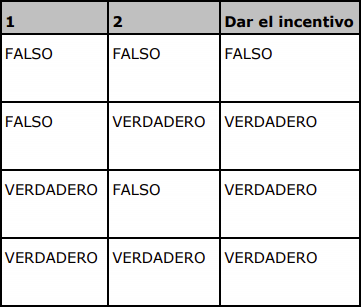 1 2 Dar el incentivo
FALSO FALSO FALSO
FALSO VERDADERO VERDADERO
VERDADERO FALSO VERDADERO
VERDADERO VERDADERO VERDADERO